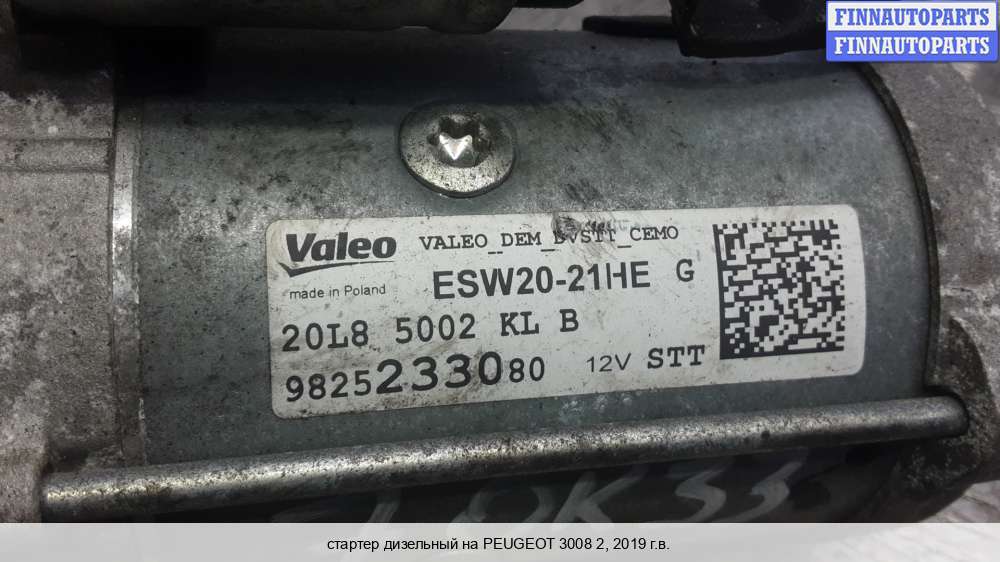 FINNAUTOPARTS
FINNAUTOPARTS
Valeo VALEO_DEM_DVSTT_CEMO
made in Poland ESW20-21HE G
20L8 5002 KL B
9825233080 12V STT
стартер дизельный на PEUGEOT 3008 2, 2019 г.в.